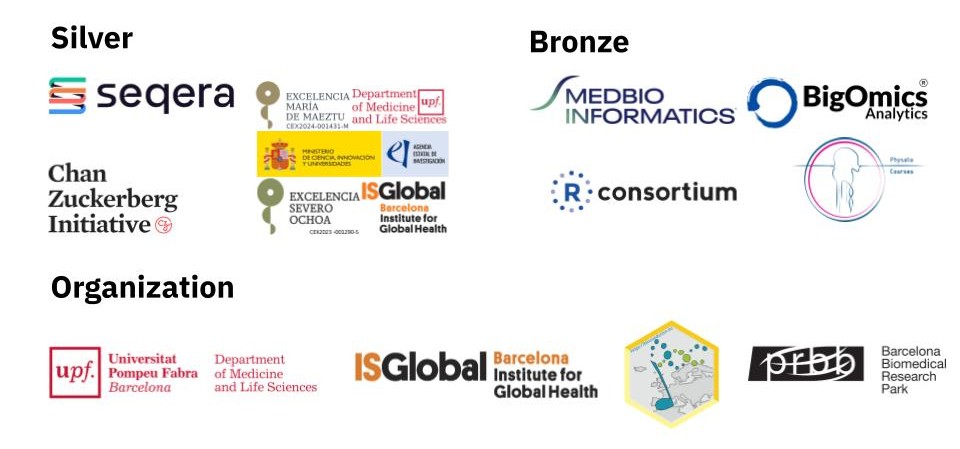 Silver
seqera
EXCELENCIA
MARÍA
DE MAEZTU
CEX2024-001431-M
Department
of Medicine
and Life Sciences
upf.
MINISTERIO
DE CIENCIA, INNOVACIÓN
Y UNIVERSIDADES
AGENCIA
ESTATAL DE
INVESTIGACIÓN
Chan
Zuckerberg
Initiative
EXCELENCIA
SEVERO
OCHOA
CEX2023 -001290-S
ISGlobal
Barcelona
Institute for
Global Health
Bronze
MEDBIO
INFORMATICS
BigOmics®
Analytics
R consortium
Physalia
Courses
Organization
upf.
Universitat
Pompeu Fabra
Barcelona
Department
of Medicine
and Life Sciences
ISGlobal
Barcelona
Institute for
Global Health
prbb
Barcelona
Biomedical
Research
Park